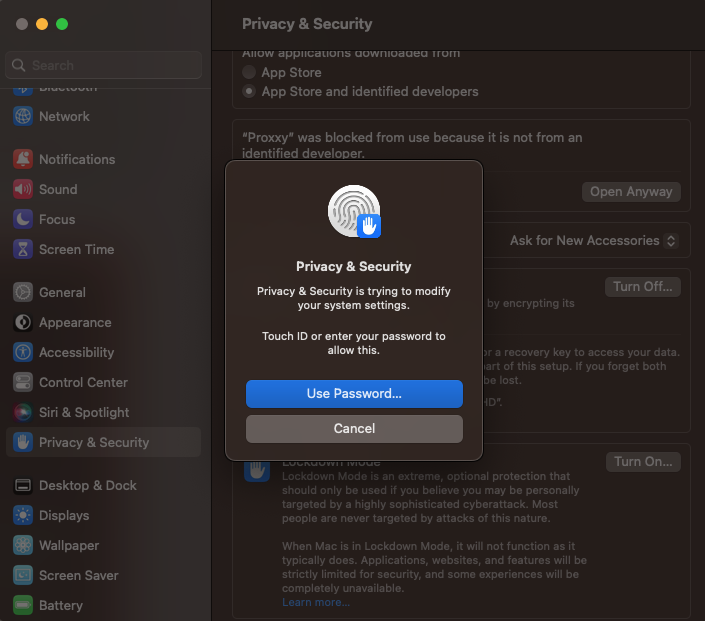 Privacy & Security
Search
Bluetooth
Network
Notifications
Sound
Focus
Screen Time
General
Appearance
Accessibility
Control Center
Siri & Spotlight
Privacy & Security
Desktop & Dock
Displays
Wallpaper
Screen Saver
Battery
Allow applications downloaded from
App Store
App Store and identified developers
“Proxxy” was blocked from use because it is not from an
identified developer.
Open Anyway
Ask for New Accessories
Turn Off...
by encrypting its
or a recovery key to access your data.
part of this setup. If you forget both
be lost.
HD”.
Privacy & Security
Privacy & Security is trying to modify
your system settings.
Touch ID or enter your password to
allow this.
Use Password...
Cancel
Lockdown Mode
Turn On...
Lockdown Mode is an extreme, optional protection that
should only be used if you believe you may be personally
targeted by a highly sophisticated cyberattack. Most
people are never targeted by attacks of this nature.
When Mac is in Lockdown Mode, it will not function as it
typically does. Applications, websites, and features will be
strictly limited for security, and some experiences will be
completely unavailable.
Learn more...